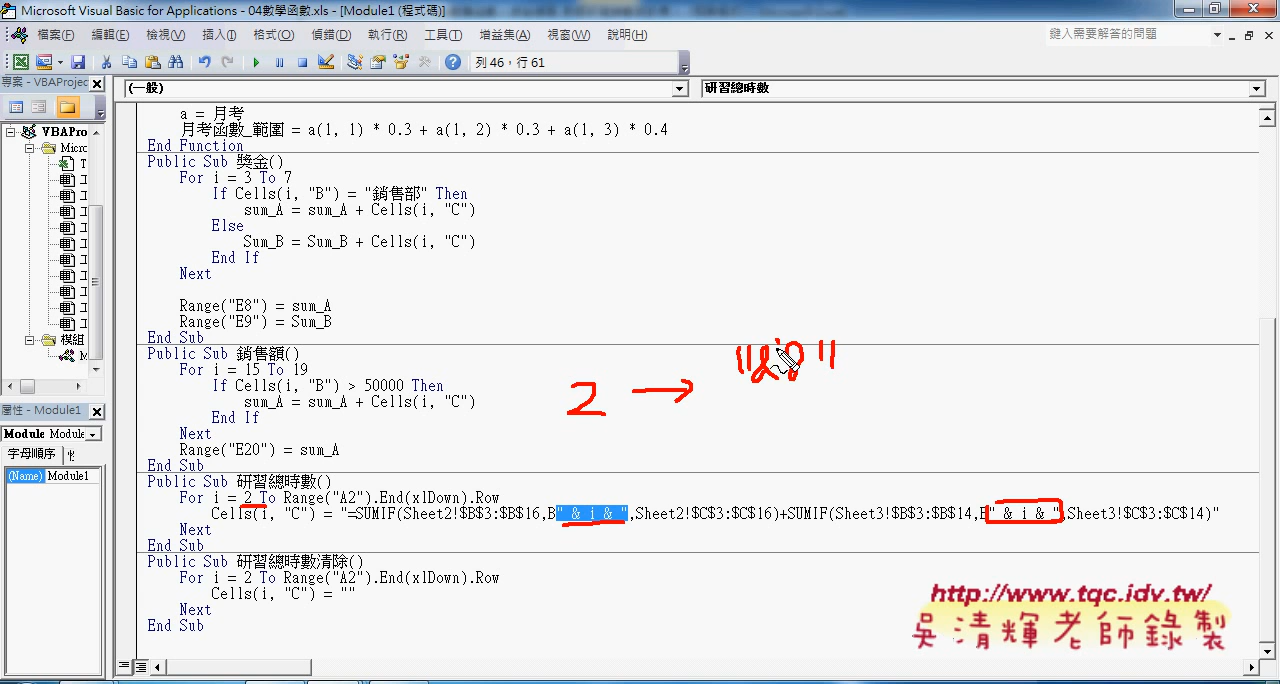 Microsoft Visual Basic for Applications - 04數學函數.xls - [Module1 (程式碼)]
檔案(F) 編輯(E) 檢視(V) 插入(I) 格式(O) 偵錯(D) 執行(R) 工具(T) 增益集(A) 視窗(W) 說明(H) 鍵入需要解答的問題
列 46，行 61
專案 - VBAProjec
(一般) 研習總時數
VBAPro
Micro
模組
屬性 - Module1
Module Module
字母順序
(Name) Module1
a = 月考
月考函數_範圍 = a(1, 1) * 0.3 + a(1, 2) * 0.3 + a(1, 3) * 0.4
End Function
Public Sub 獎金()
For i = 3 To 7
If Cells(i, "B") = "銷售部" Then
sum_A = sum_A + Cells(i, "C")
Else
Sum_B = Sum_B + Cells(i, "C")
End If
Next
Range("E8") = sum_A
Range("E9") = Sum_B
End Sub
Public Sub 銷售額()
For i = 15 To 19
If Cells(i, "B") > 50000 Then
sum_A = sum_A + Cells(i, "C")
End If
Next
Range("E20") = sum_A
End Sub
2 →
Public Sub 研習總時數()
For i = 2 To Range("A2").End(xlDown).Row
Cells(i, "C") = "=SUMIF(Sheet2!$B$3:$B$16,B" & i & ",Sheet2!$C$3:$C$16)+SUMIF(Sheet3!$B$3:$B$14,B" & i & ",Sheet3!$C$3:$C$14)"
Next
End Sub
Public Sub 研習總時數清除()
For i = 2 To Range("A2").End(xlDown).Row
Cells(i, "C") = ""
Next
End Sub
http://www.tqc.idv.tw/
吳清輝老師錄製